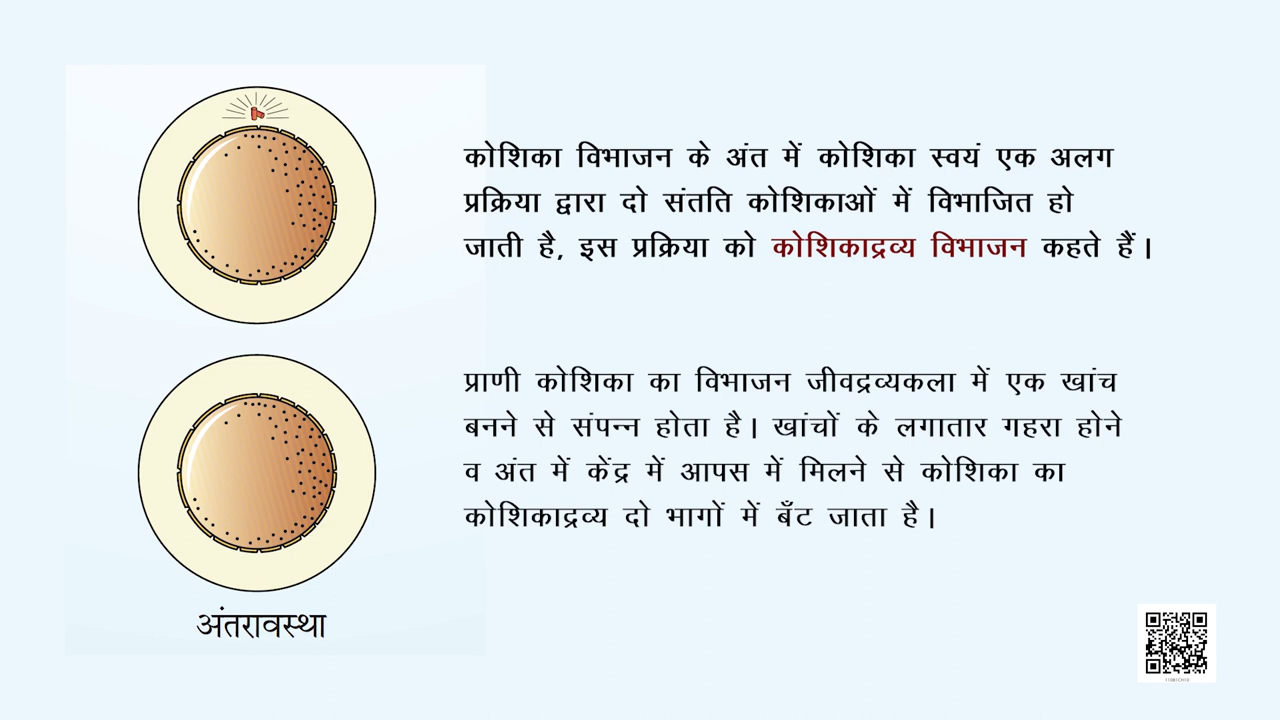 कोशिका विभाजन के अंत में कोशिका स्वयं एक अलग
प्रक्रिया द्वारा दो संतति कोशिकाओं में विभाजित हो
जाती है, इस प्रक्रिया को कोशिकाद्रव्य विभाजन कहते हैं।
प्राणी कोशिका का विभाजन जीवद्रव्यकला में एक खांच
बनने से संपन्न होता है। खांचों के लगातार गहरा होने
व अंत में केंद्र में आपस में मिलने से कोशिका का
कोशिकाद्रव्य दो भागों में बँट जाता है।
अंतरावस्था